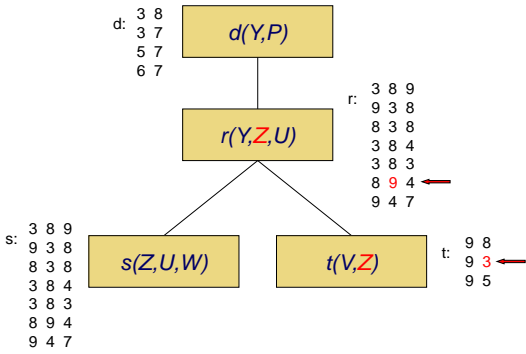 d:
3 8
3 7
5 7
6 7
d(Y,P)
r:
3 8 9
9 3 8
8 3 8
3 8 4
3 8 3
8 9 4
9 4 7
r(Y,Z,U)
s:
3 8 9
9 3 8
8 3 8
3 8 4
3 8 3
8 9 4
9 4 7
s(Z,U,W)
t(V,Z)
t:
9 8
9 3
9 5